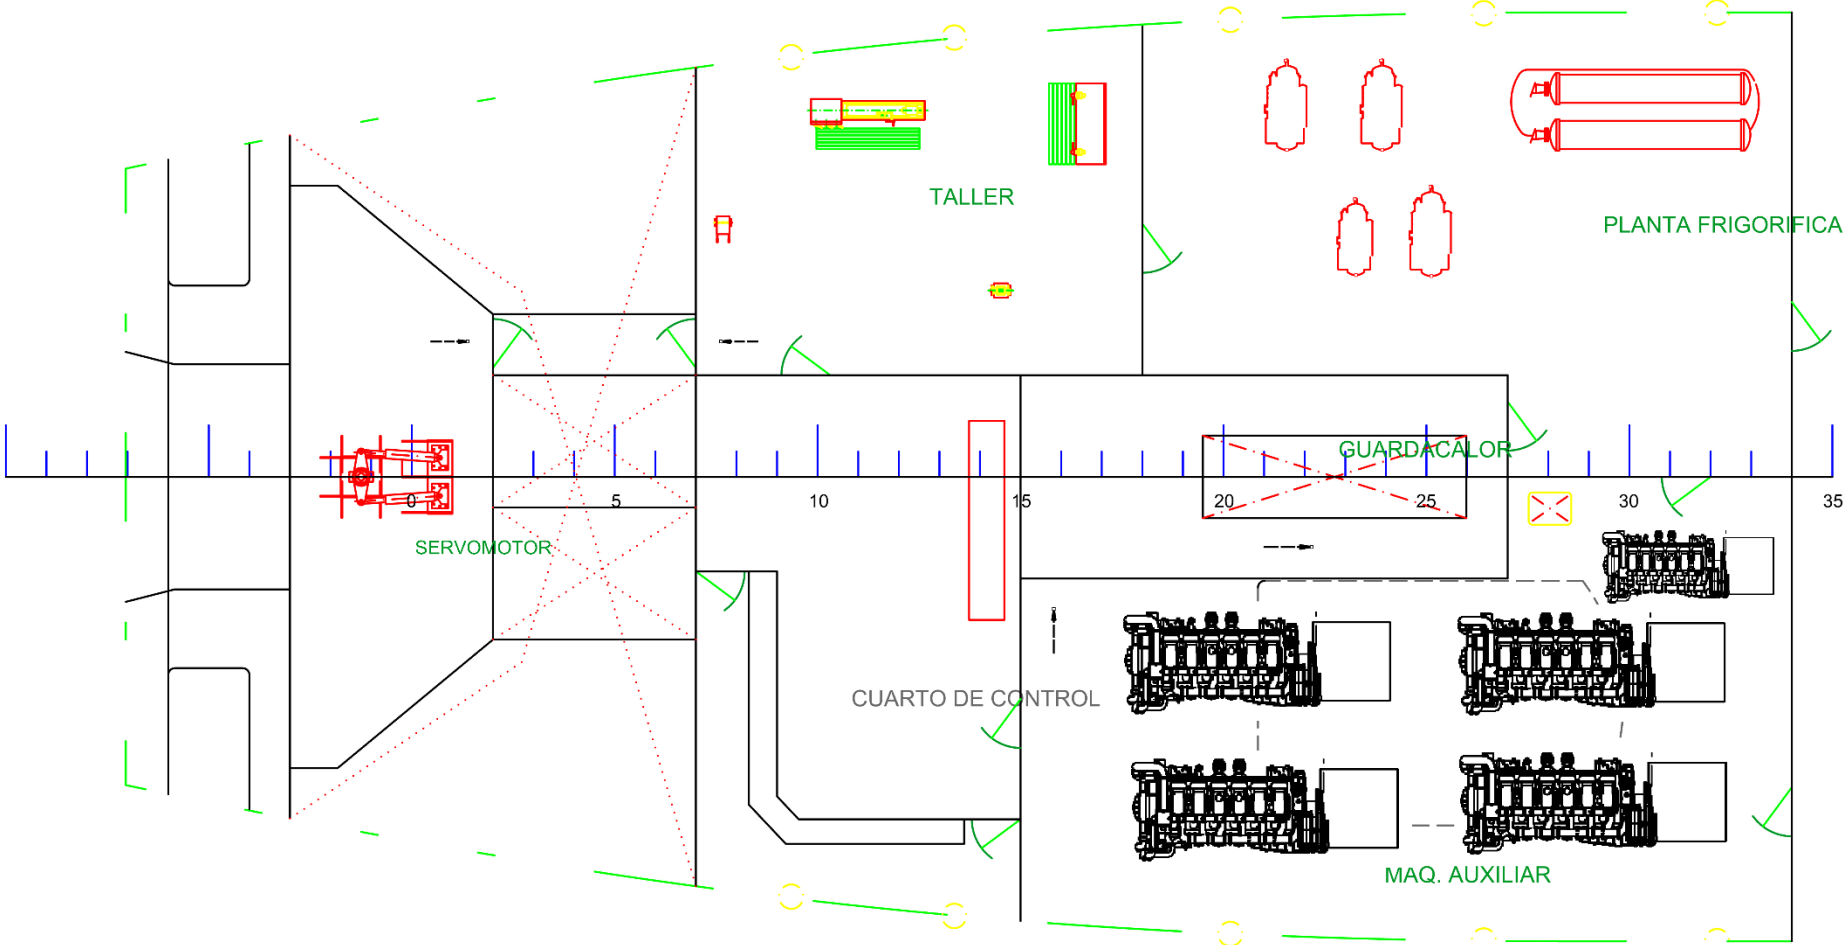 TALLER
PLANTA FRIGORIFICA
GUARDACALOR
0 5 10 15 20 25 30 35
SERVOMOTOR
CUARTO DE CONTROL
MAQ. AUXILIAR